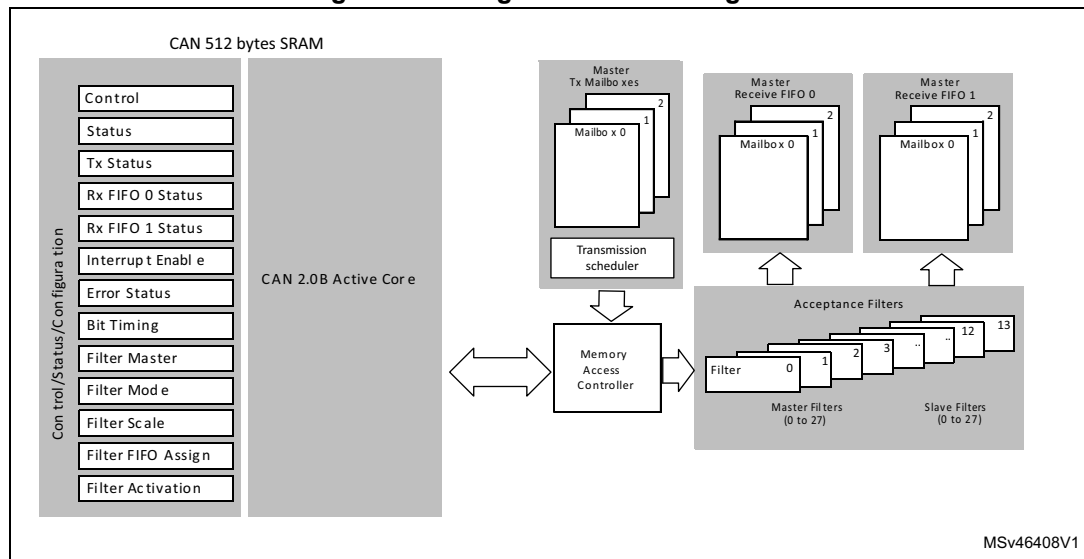 CAN 512 bytes SRAM
Control/Status/Configuration
Control
Status
Tx Status
Rx FIFO 0 Status
Rx FIFO 1 Status
Interrupt Enable
Error Status
Bit Timing
Filter Master
Filter Mode
Filter Scale
Filter FIFO Assign
Filter Activation
CAN 2.0B Active Core
Master
Tx Mailboxes
2
1
Mailbox 0
Transmission
scheduler
Memory
Access
Controller
Master
Receive FIFO 0
2
1
Mailbox 0
Master
Receive FIFO 1
2
1
Mailbox 0
Acceptance Filters
Filter 0 1 2 3 .. .. 12 13
Master Filters
(0 to 27)
Slave Filters
(0 to 27)
MSv46408V1